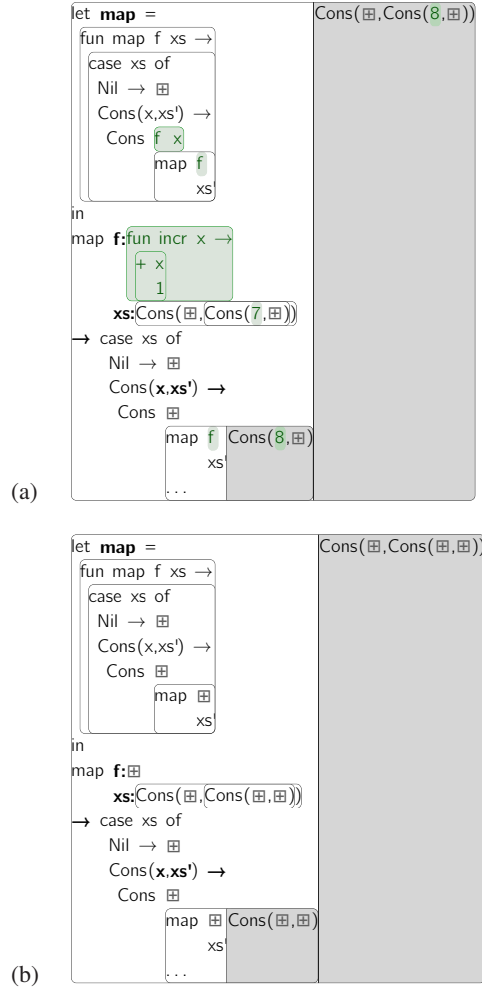 let map = Cons(⊞,Cons(8,⊞))
fun map f xs →
case xs of
Nil → ⊞
Cons(x,xs') →
Cons f x
map f
xs'
in
map f:fun incr x →
+ x
1
xs:Cons(⊞,Cons(7,⊞))
→ case xs of
Nil → ⊞
Cons(x,xs') →
Cons ⊞
map f Cons(8,⊞)
xs'
(a)
...
let map = Cons(⊞,Cons(⊞,⊞))
fun map f xs →
case xs of
Nil → ⊞
Cons(x,xs') →
Cons ⊞
map ⊞
xs'
in
map f:⊞
xs:Cons(⊞,Cons(⊞,⊞))
→ case xs of
Nil → ⊞
Cons(x,xs') →
Cons ⊞
map ⊞ Cons(⊞,⊞)
xs'
(b)
...